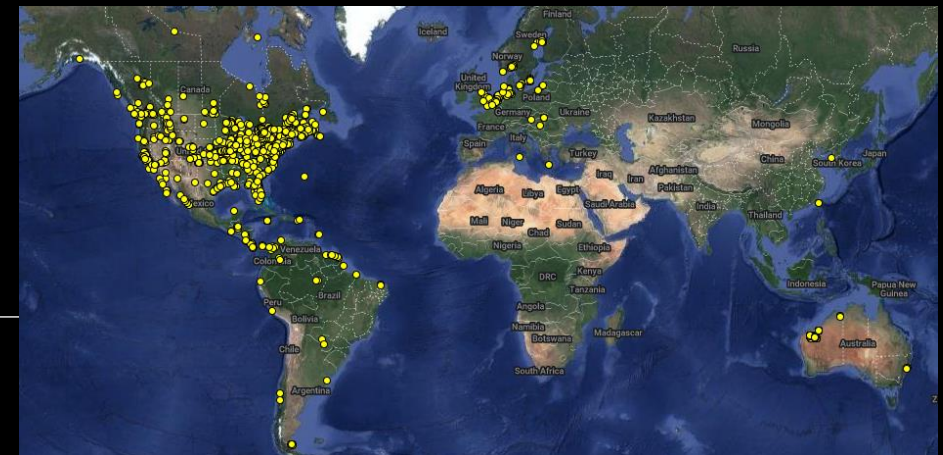 Finland
Iceland
Sweden
Russia
Norway
United
Kingdom
Canada
Poland
Germany
Ukraine
France
Kazakhstan
Mongolia
Italy
Spain
Turkey
China
South Korea
Japan
Afghanistan
Iraq
Iran
Pakistan
Algeria
Libya
Egypt
Saudi Arabia
India
Mali
Niger
Sudan
Chad
Thailand
Nigeria
Ethiopia
Venezuela
DRC
Kenya
Tanzania
Indonesia
Papua New
Guinea
Brazil
Peru
Angola
Bolivia
Namibia
Botswana
Madagascar
Australia
Chile
South Africa
Argentina